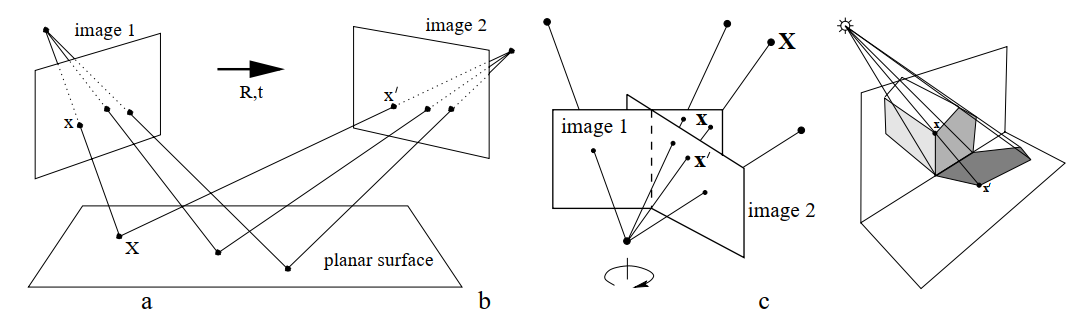 image 1
image 2
R,t
x
x′
X
planar surface
a
b
X
image 1
x
x′
image 2
c
x
x′